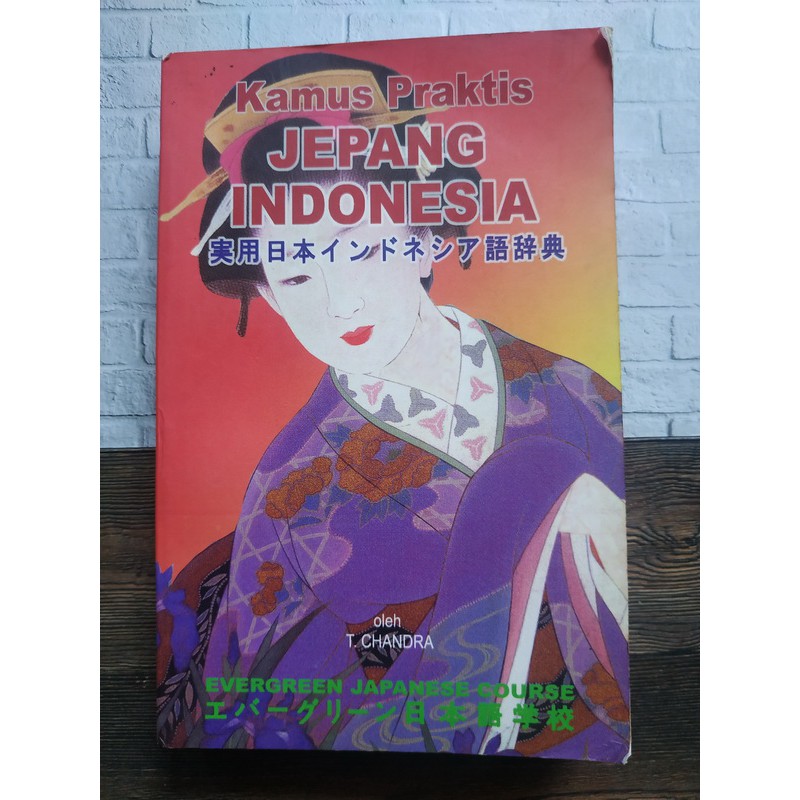 Kamus Praktis
JEPANG
INDONESIA
実用日本インドネシア語辞典
oleh
T. CHANDRA
EVERGREEN JAPANESE COURSE
エバーグリーン日本語学校